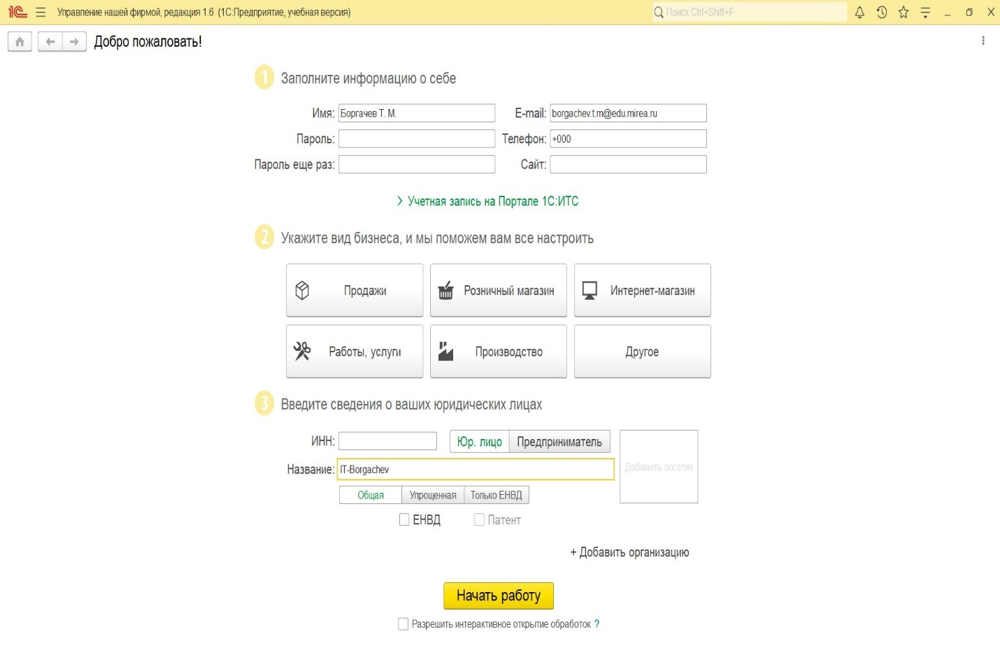 1С Управление нашей фирмой, редакция 1.6 (1С:Предприятие, учебная версия) Поиск Ctrl+Shift+F
Добро пожаловать!
1 Заполните информацию о себе
Имя: Боргачев Т. М. E-mail: borgachev.t.m@edu.mirea.ru
Пароль: Телефон: +000
Пароль еще раз: Сайт:
Учетная запись на Портале 1С:ИТС
2 Укажите вид бизнеса, и мы поможем вам все настроить
Продажи Розничный магазин Интернет-магазин
Работы, услуги Производство Другое
3 Введите сведения о ваших юридических лицах
ИНН: Юр. лицо Предприниматель
Название: IT-Borgachev Добавить логотип
Общая Упрощенная Только ЕНВД
ЕНВД Патент
+ Добавить организацию
Начать работу
Разрешить интерактивное открытие обработок ?